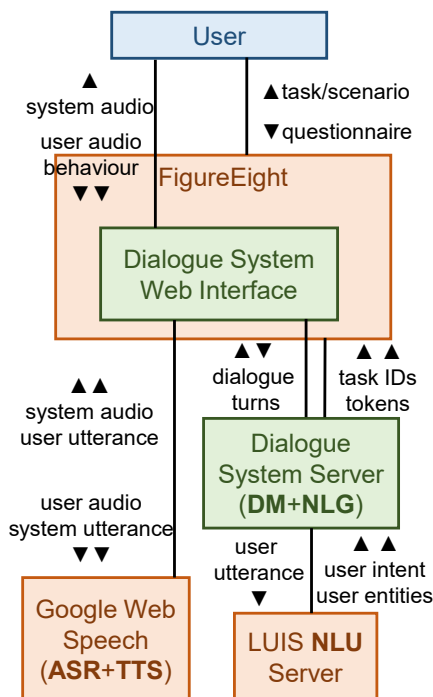 User
▲
system audio
▲task/scenario
▼questionnaire
user audio
behaviour
▼▼
FigureEight
Dialogue System
Web Interface
▲▲
system audio
user utterance
▲▼
dialogue
turns
▲▲
task IDs
tokens
user audio
system utterance
▼▼
Dialogue
System Server
(DM+NLG)
user
utterance
▼
▲▲
user intent
user entities
Google Web
Speech
(ASR+TTS)
LUIS NLU
Server